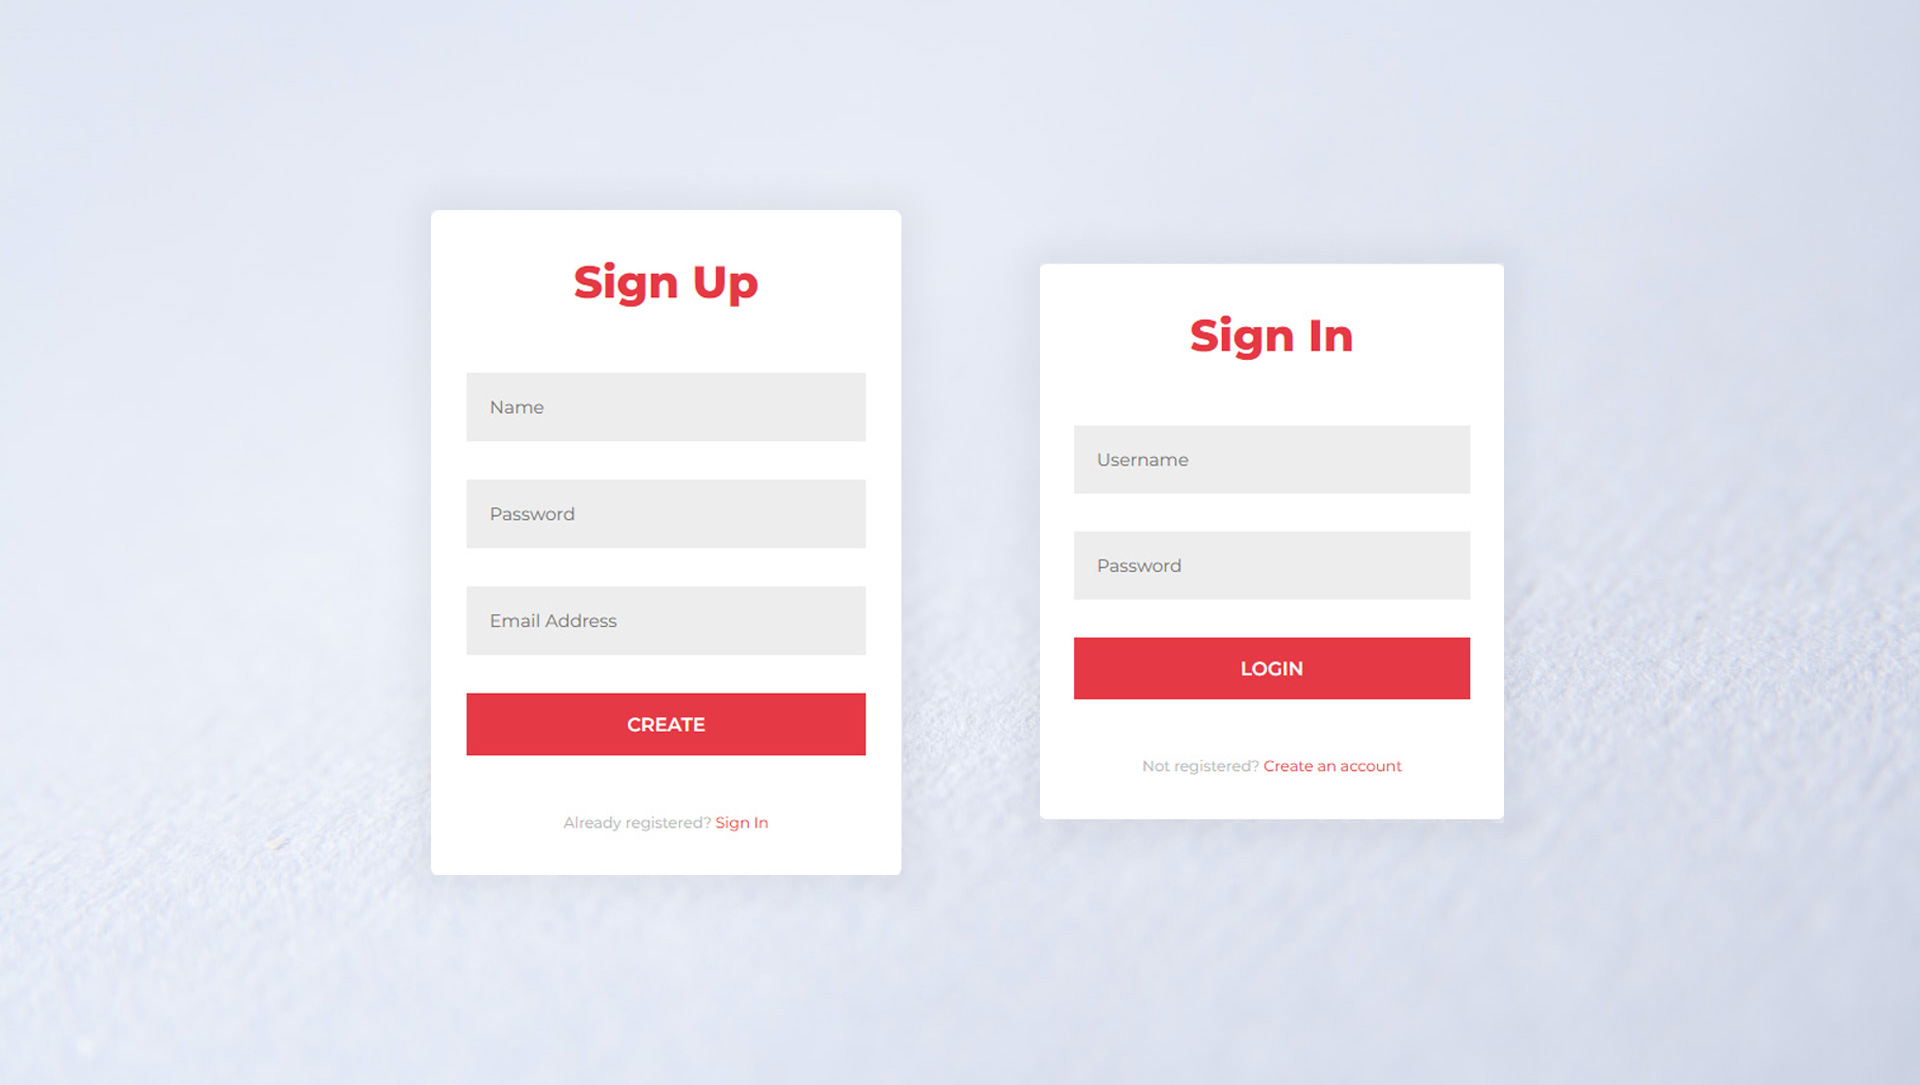 Sign Up
Name
Password
Email Address
CREATE
Already registered? Sign In
Sign In
Username
Password
LOGIN
Not registered? Create an account